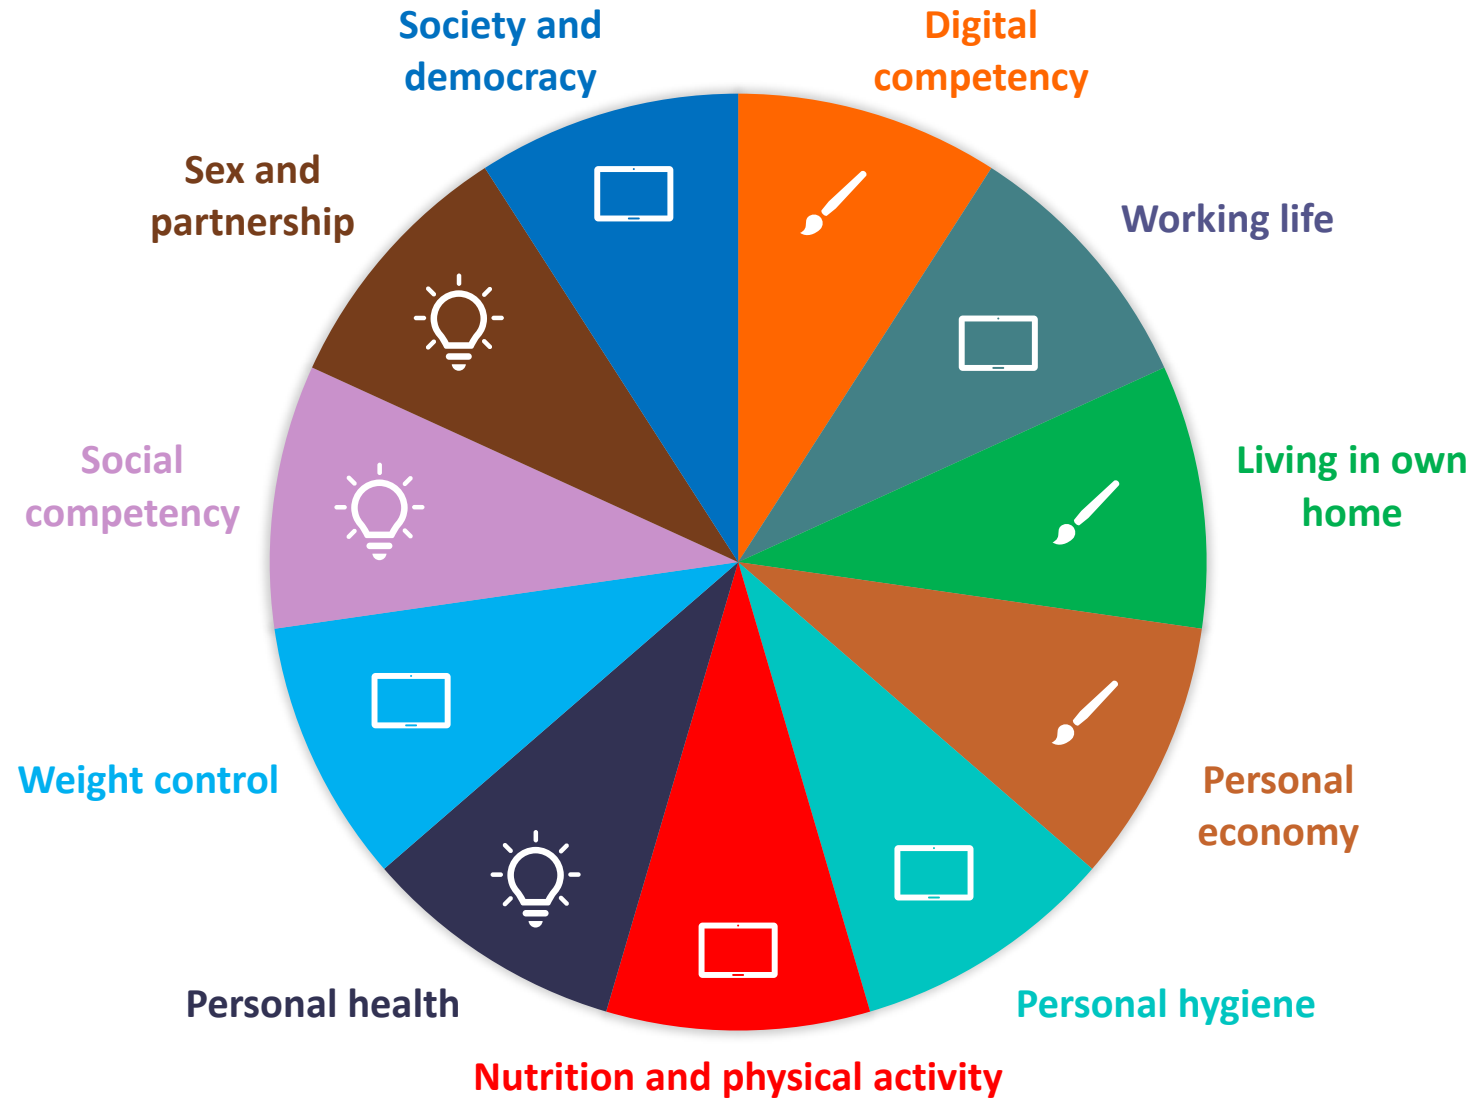 Society and
democracy
Digital
competency
Working life
Living in own
home
Personal
economy
Personal hygiene
Nutrition and physical activity
Personal health
Weight control
Social
competency
Sex and
partnership